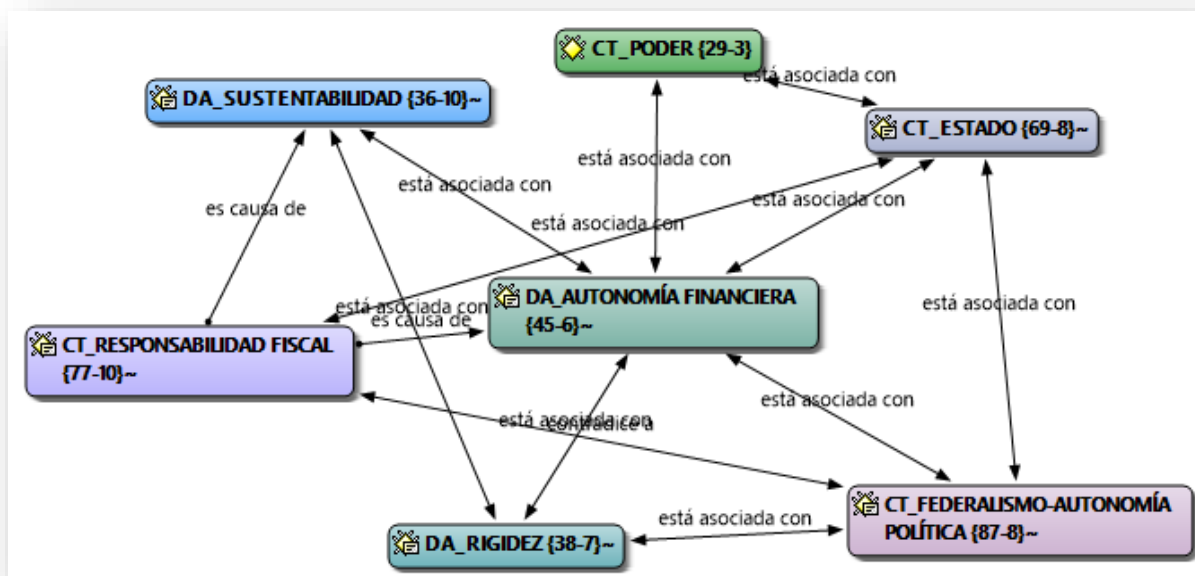 CT_PODER {29-3}
está asociada con
DA_SUSTENTABILIDAD {36-10}~
CT_ESTADO {69-8}~
está asociada con
está asociada con
está asociada con
es causa de
está asociada con
DA_AUTONOMÍA FINANCIERA
{45-6}~
está asociada con
está asociada con
es causa de
CT_RESPONSABILIDAD FISCAL
{77-10}~
está asociada con
está asociada con
contradice a
CT_FEDERALISMO-AUTONOMÍA
POLÍTICA {87-8}~
está asociada con
DA_RIGIDEZ {38-7}~